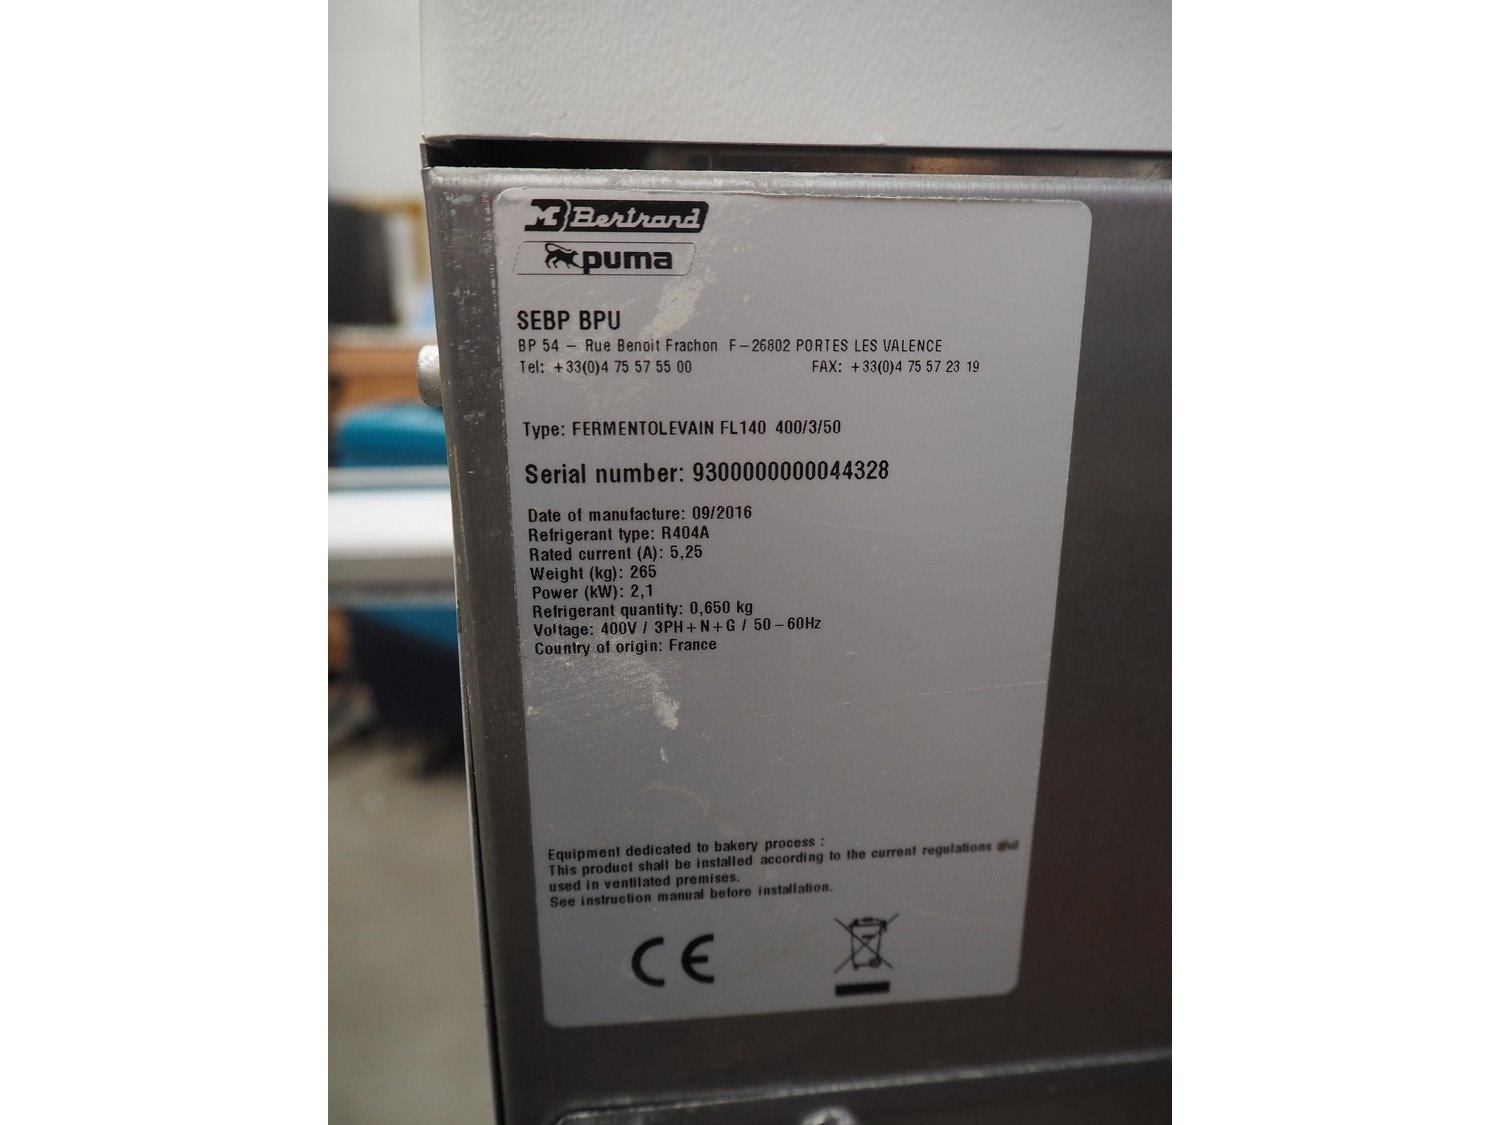 M Bertrand
puma
SEBP BPU
BP 54 – Rue Benoit Frachon F–26802 PORTES LES VALENCE
Tel: +33(0)4 75 57 55 00 FAX: +33(0)4 75 57 23 19
Type: FERMENTOLEVAIN FL140 400/3/50
Serial number: 9300000000044328
Date of manufacture: 09/2016
Refrigerant type: R404A
Rated current (A): 5,25
Weight (kg): 265
Power (kW): 2,1
Refrigerant quantity: 0,650 kg
Voltage: 400V / 3PH+N+G / 50–60Hz
Country of origin: France
Equipment dedicated to bakery process :
This product shall be installed according to the current regulations and
used in ventilated premises.
See instruction manual before installation.
CE